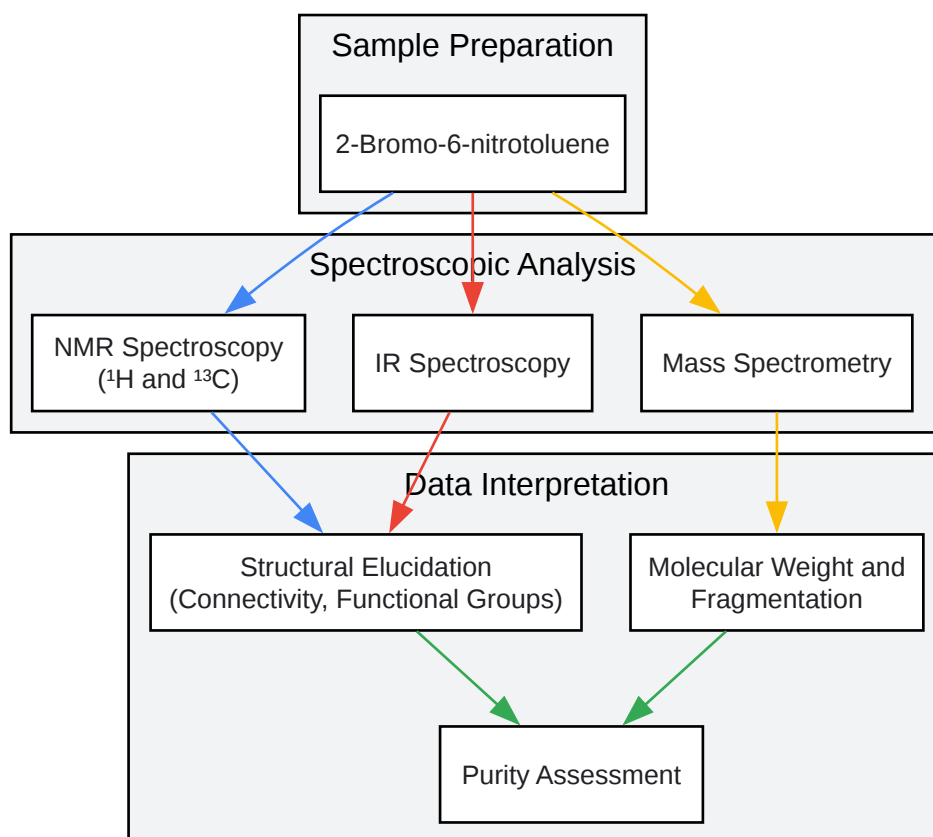 Sample Preparation
2-Bromo-6-nitrotoluene
Spectroscopic Analysis
NMR Spectroscopy
(¹H and ¹³C)
IR Spectroscopy
Mass Spectrometry
Data Interpretation
Structural Elucidation
(Connectivity, Functional Groups)
Molecular Weight and
Fragmentation
Purity Assessment